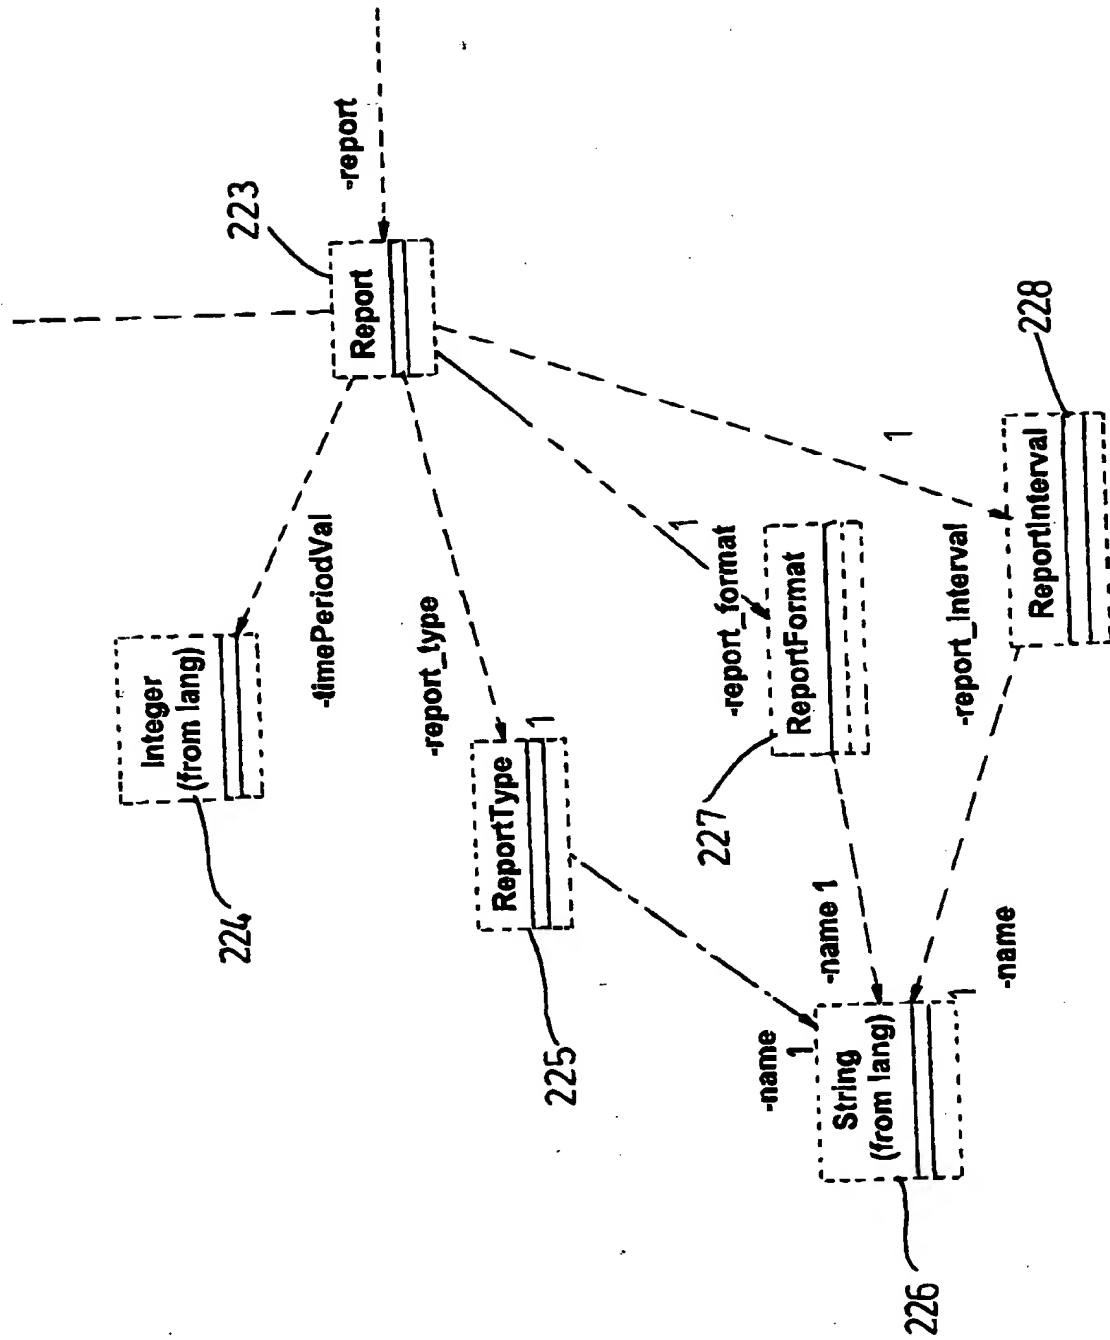 -report
223
Report
228
1
ReportInterval
-report_Interval
1
-report_format
ReportFormat
227
-timePeriodVal
-report_type
1
Integer
(from lang)
224
ReportType
225
-name
1
-name 1
-name
1
String
(from lang)
226